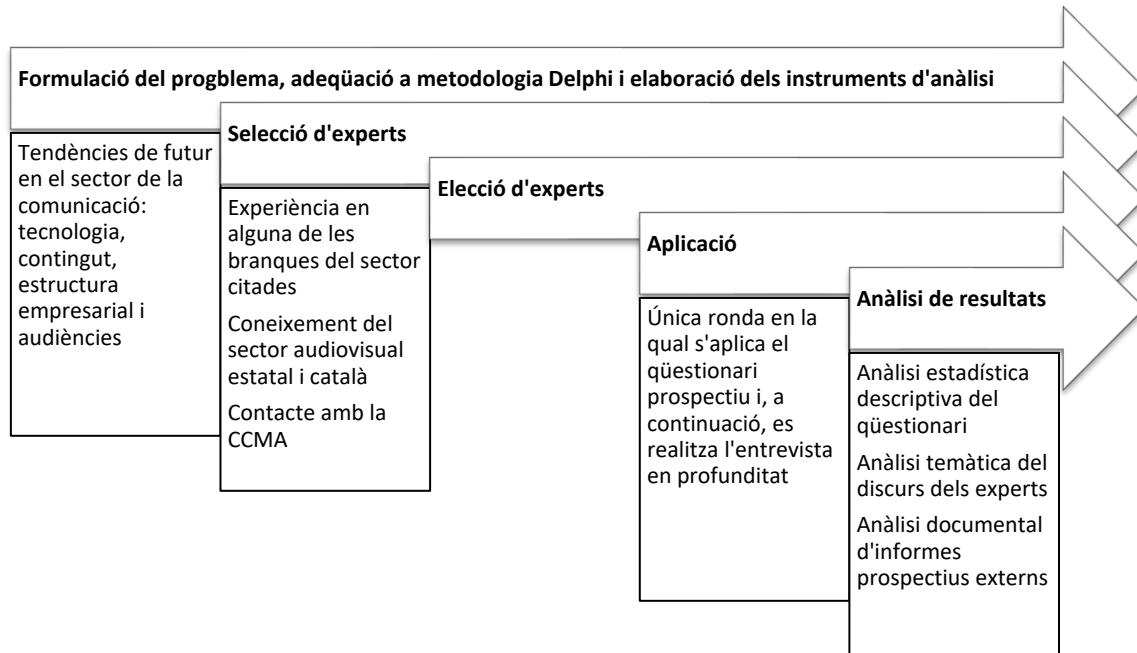 Formulació del progblema, adeqüació a metodologia Delphi i elaboració dels instruments d'anàlisi
Tendències de futur
en el sector de la
comunicació:
tecnologia,
contingut,
estructura
empresarial i
audiències
Selecció d'experts
Experiència en
alguna de les
branques del sector
citades
Coneixement del
sector audiovisual
estatal i català
Contacte amb la
CCMA
Elecció d'experts
Aplicació
Única ronda en la
qual s'aplica el
qüestionari
prospectiu i, a
continuació, es
realitza l'entrevista
en profunditat
Anàlisi de resultats
Anàlisi estadística
descriptiva del
qüestionari
Anàlisi temàtica del
discurs dels experts
Anàlisi documental
d'informes
prospectius externs